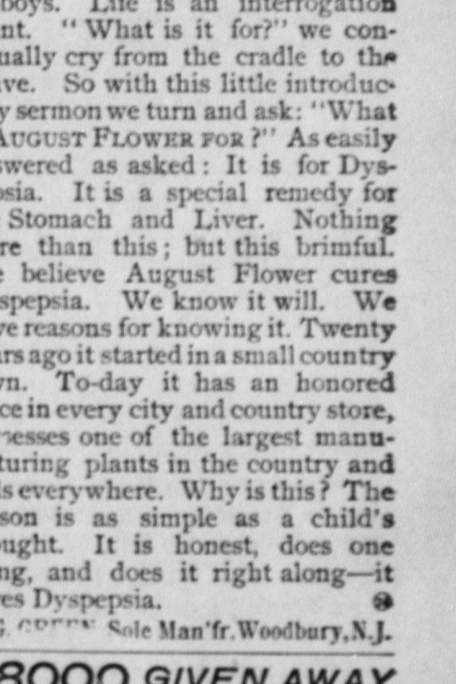 boys. Life is an interrogation
nt. "What is it for?" we con-
ually cry from the cradle to the
ve. So with this little introduc-
y sermon we turn and ask: "What
AUGUST FLOWER FOR?" As easily
swered as asked: It is for Dys-
psia. It is a special remedy for
Stomach and Liver. Nothing
re than this; but this brimful.
e believe August Flower cures
spepsia. We know it will. We
ve reasons for knowing it. Twenty
ars ago it started in a small country
wn. To-day it has an honored
ce in every city and country store,
sesses one of the largest manu-
turing plants in the country and
ls everywhere. Why is this? The
son is as simple as a child's
ought. It is honest, does one
ng, and does it right along—it
es Dyspepsia.
G. GREEN Sole Man'fr. Woodbury, N.J.
8000 GIVEN AWAY